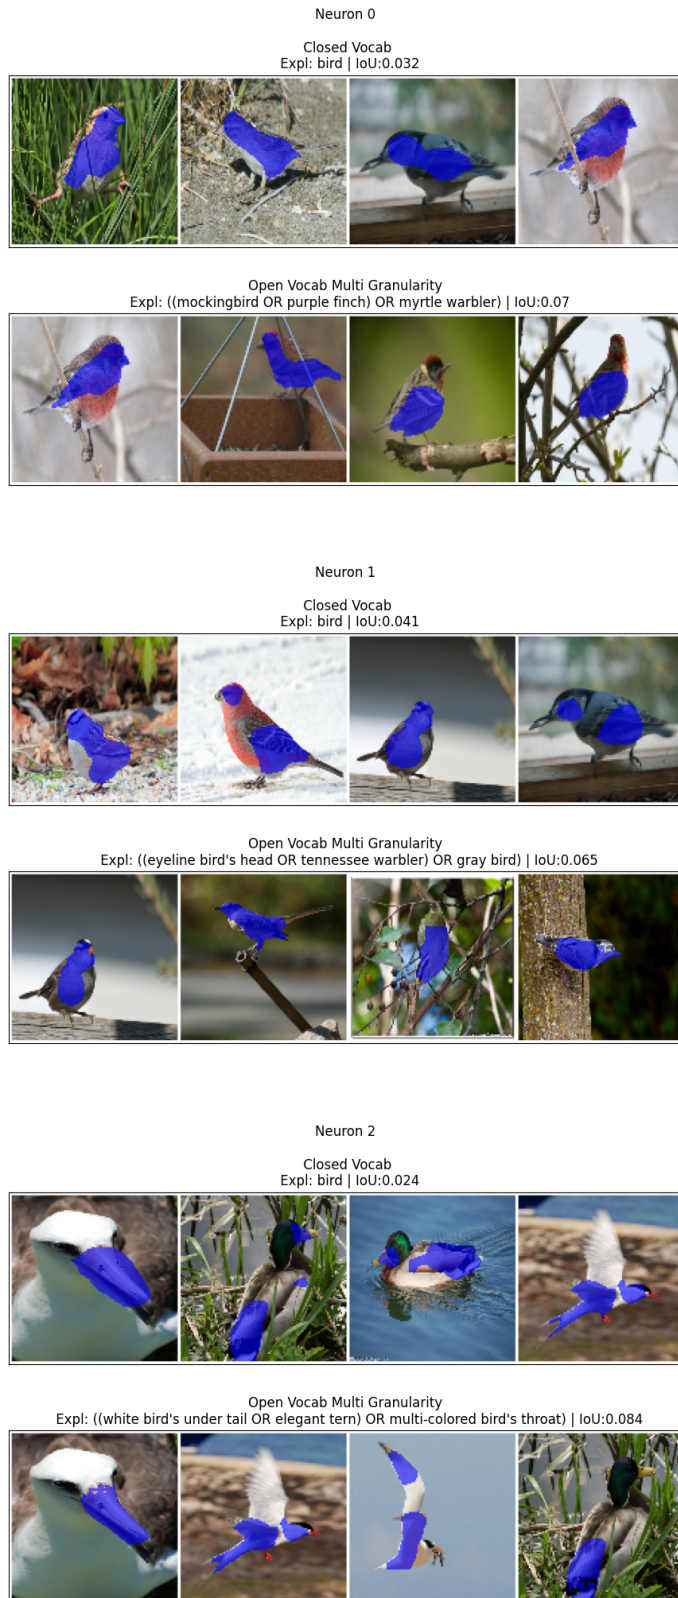 Neuron 0
Closed Vocab
Expl: bird | IoU:0.032
Open Vocab Multi Granularity
Expl: ((mockingbird OR purple finch) OR myrtle warbler) | IoU:0.07
Neuron 1
Closed Vocab
Expl: bird | IoU:0.041
Open Vocab Multi Granularity
Expl: ((eyeline bird's head OR tennessee warbler) OR gray bird) | IoU:0.065
Neuron 2
Closed Vocab
Expl: bird | IoU:0.024
Open Vocab Multi Granularity
Expl: ((white bird's under tail OR elegant tern) OR multi-colored bird's throat) | IoU:0.084